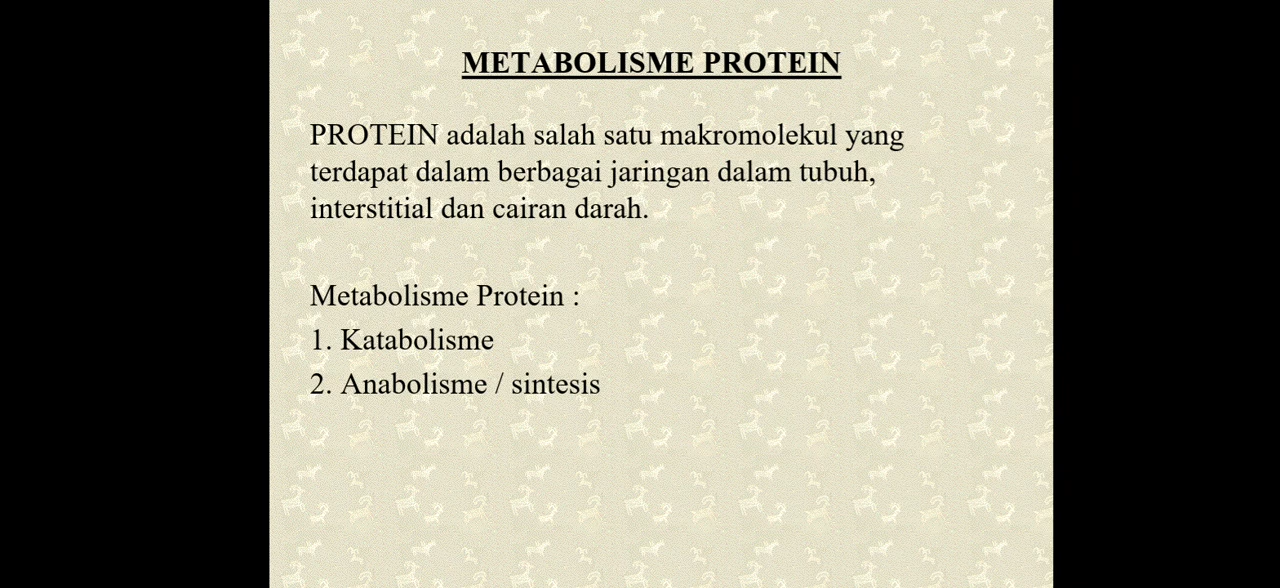 METABOLISME PROTEIN
PROTEIN adalah salah satu makromolekul yang
terdapat dalam berbagai jaringan dalam tubuh,
interstitial dan cairan darah.
Metabolisme Protein :
1. Katabolisme
2. Anabolisme / sintesis